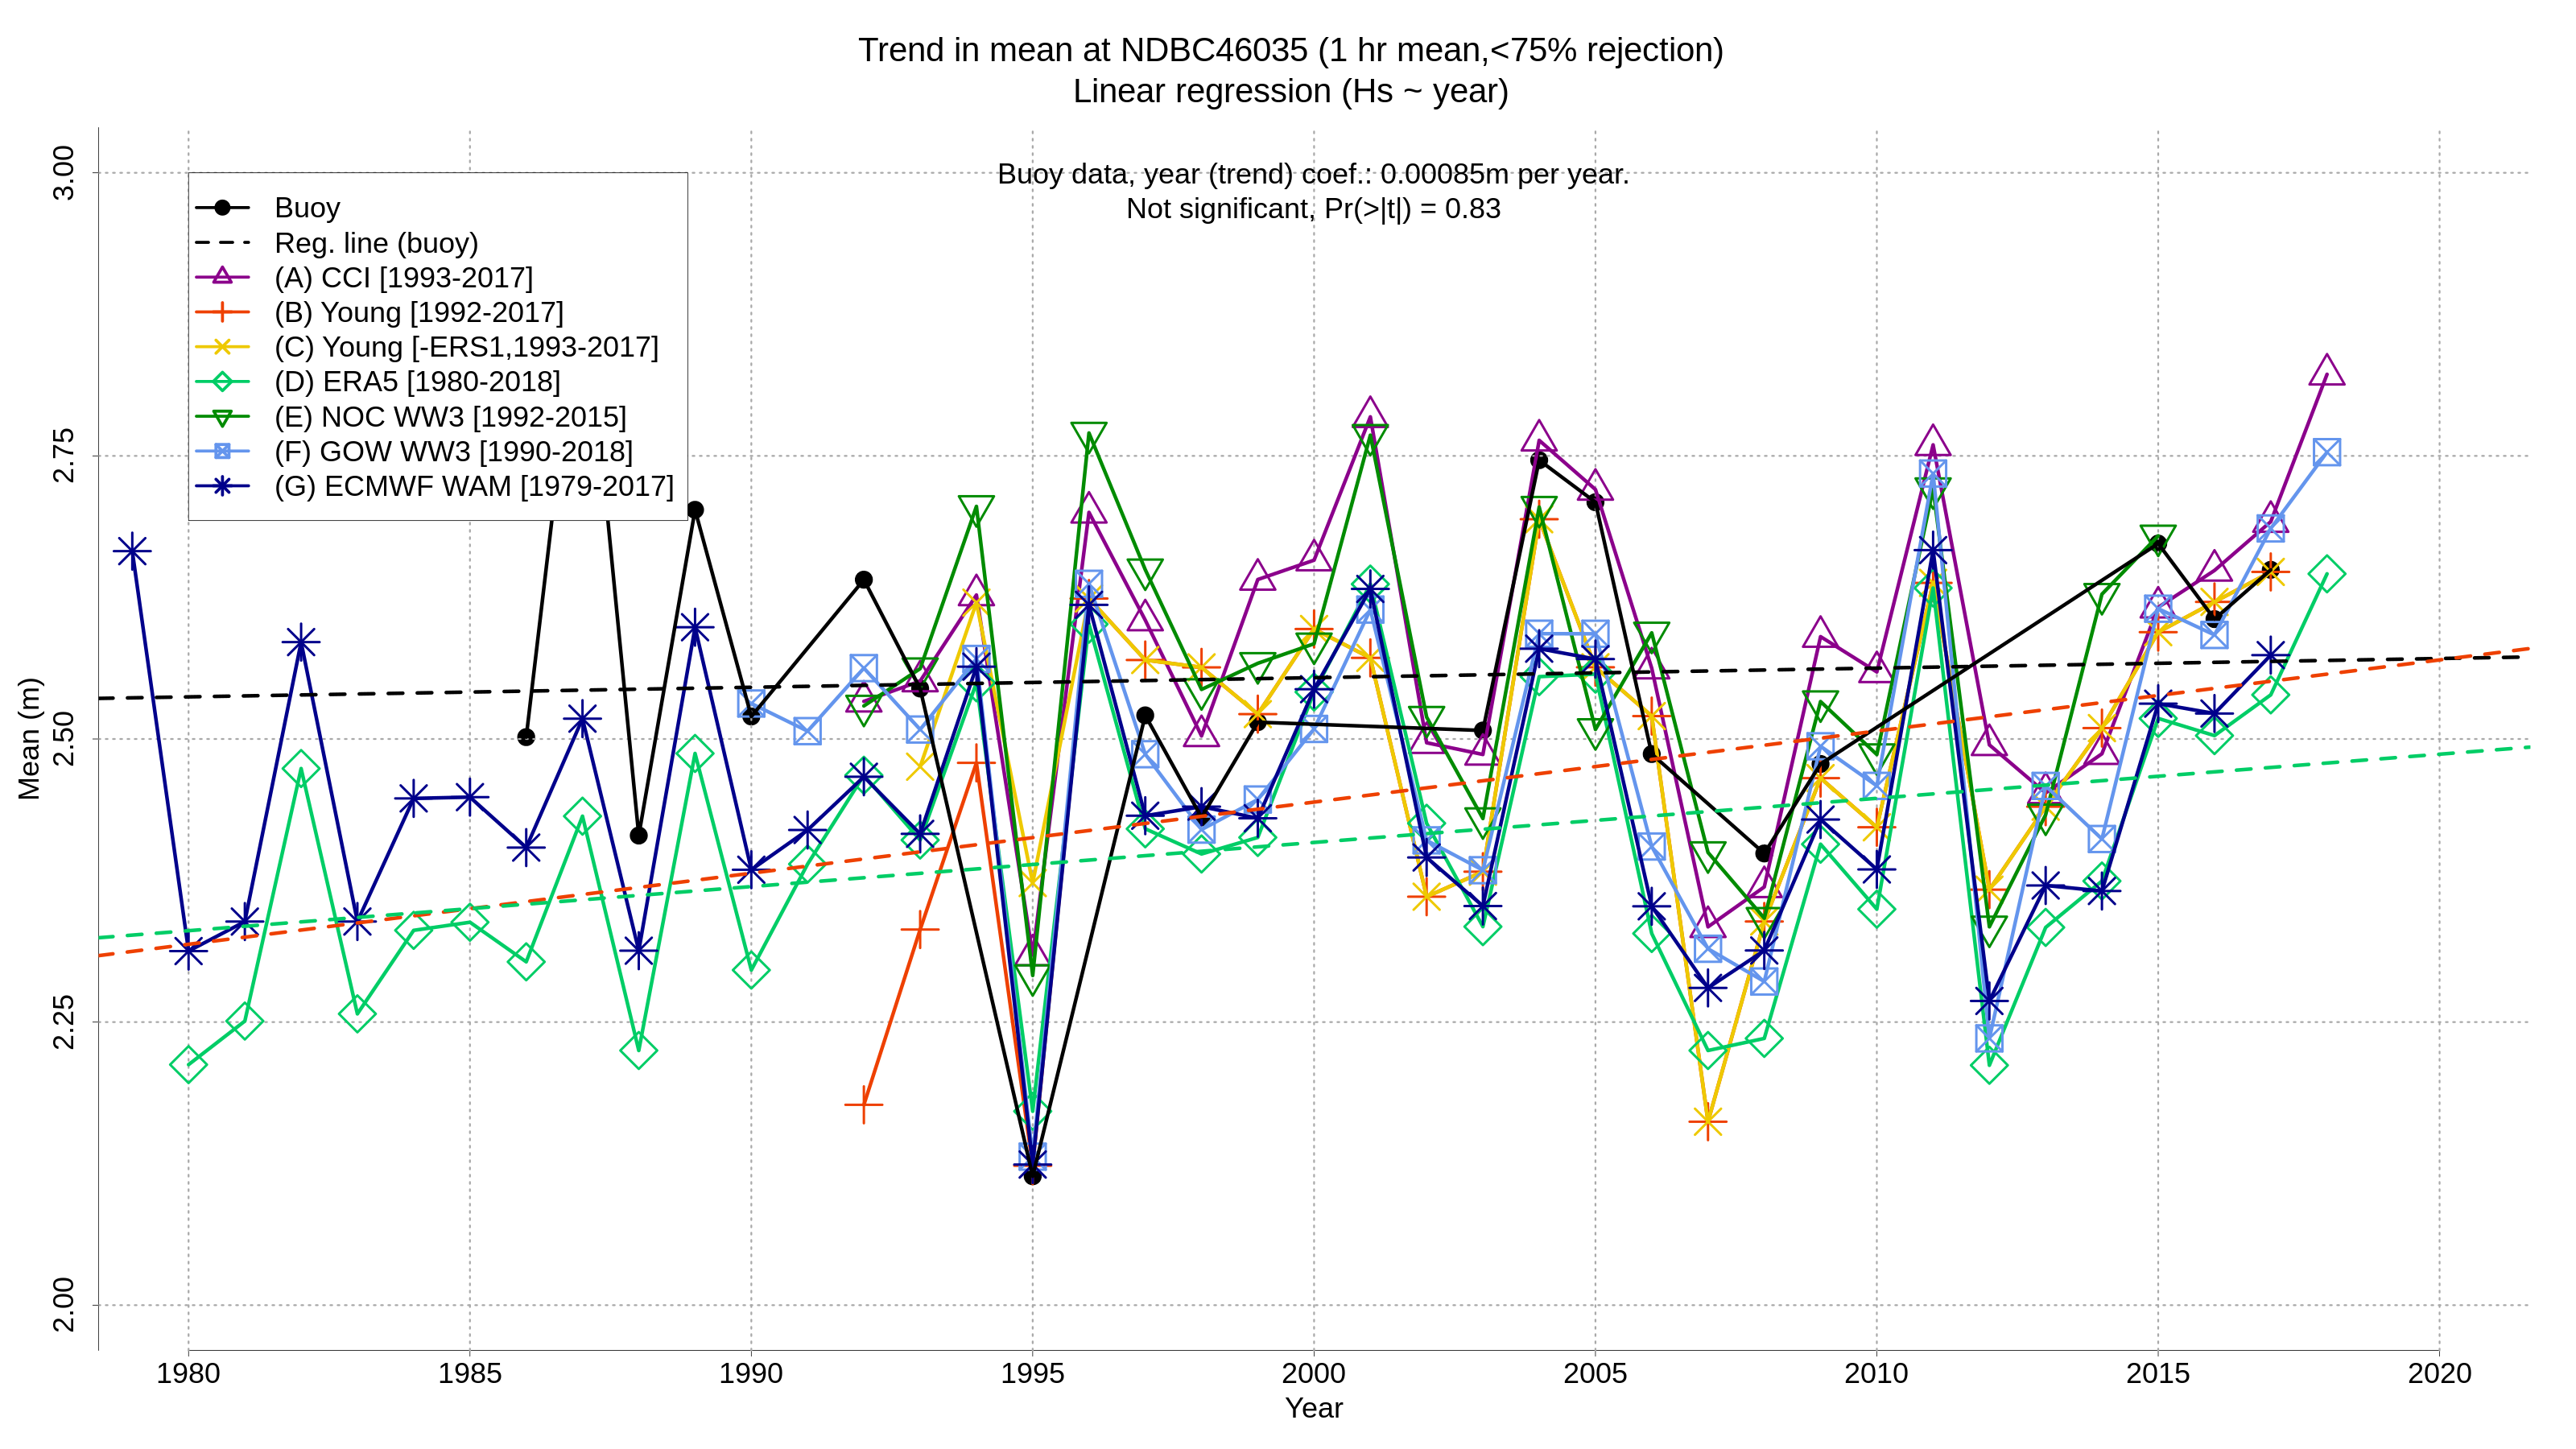 Trend in mean at NDBC46035 (1 hr mean,<75% rejection)
Linear regression (Hs ~ year)
Buoy data, year (trend) coef.: 0.00085m per year.
Not significant, Pr(>|t|) = 0.83
Buoy
Reg. line (buoy)
(A) CCI [1993-2017]
(B) Young [1992-2017]
(C) Young [-ERS1,1993-2017]
(D) ERA5 [1980-2018]
(E) NOC WW3 [1992-2015]
(F) GOW WW3 [1990-2018]
(G) ECMWF WAM [1979-2017]
Mean (m)
3.00
2.75
2.50
2.25
2.00
1980 1985 1990 1995 2000 2005 2010 2015 2020
Year